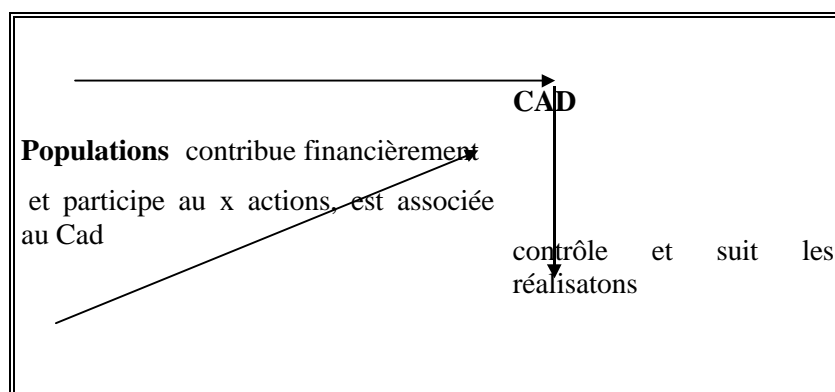 CAD
Populations contribue financièrement
et participe au x actions, est associée
au Cad
contrôle et suit les
réalisatons